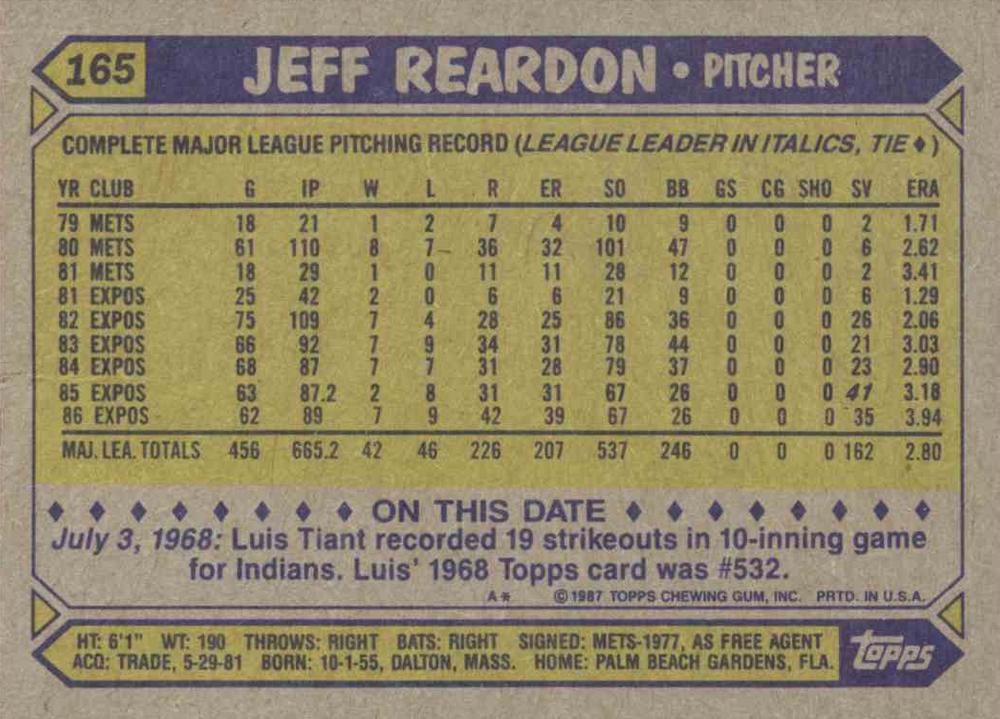 165 JEFF REARDON • PITCHER
COMPLETE MAJOR LEAGUE PITCHING RECORD (LEAGUE LEADER IN ITALICS, TIE ♦)
YR CLUB G IP W L R ER SO BB GS CG SHO SV ERA
79 METS 18 21 1 2 7 4 10 9 0 0 0 2 1.71
80 METS 61 110 8 7 36 32 101 47 0 0 0 6 2.62
81 METS 18 29 1 0 11 11 28 12 0 0 0 2 3.41
81 EXPOS 25 42 2 0 6 6 21 9 0 0 0 6 1.29
82 EXPOS 75 109 7 4 28 25 86 36 0 0 0 26 2.06
83 EXPOS 66 92 7 9 34 31 78 44 0 0 0 21 3.03
84 EXPOS 68 87 7 7 31 28 79 37 0 0 0 23 2.90
85 EXPOS 63 87.2 2 8 31 31 67 26 0 0 0 41 3.18
86 EXPOS 62 89 7 9 42 39 67 26 0 0 0 35 3.94
MAJ. LEA. TOTALS 456 665.2 42 46 226 207 537 246 0 0 0 162 2.80
♦ ♦ ♦ ♦ ♦ ♦ ♦ ♦ ON THIS DATE ♦ ♦ ♦ ♦ ♦ ♦ ♦ ♦
July 3, 1968: Luis Tiant recorded 19 strikeouts in 10-inning game
for Indians. Luis' 1968 Topps card was #532.
A* © 1987 TOPPS CHEWING GUM, INC. PRTD. IN U.S.A.
HT: 6'1" WT: 190 THROWS: RIGHT BATS: RIGHT SIGNED: METS-1977, AS FREE AGENT
ACQ: TRADE, 5-29-81 BORN: 10-1-55, DALTON, MASS. HOME: PALM BEACH GARDENS, FLA.
topps